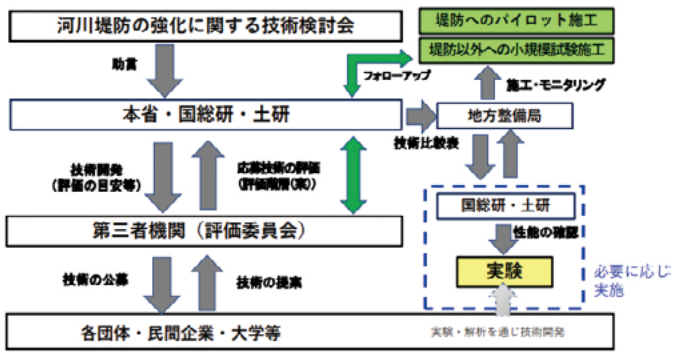 河川堤防の強化に関する技術検討会
堤防へのパイロット施工
堤防以外への小規模試験施工
助言
フォローアップ
施工・モニタリング
本省・国総研・土研
地方整備局
技術比較表
技術開発
(評価の目安等)
応募技術の評価
(評価階層(案))
国総研・土研
第三者機関（評価委員会）
性能の確認
実験
必要に応じ
実施
技術の公募
技術の提案
各団体・民間企業・大学等
実験・解析を通じ技術開発